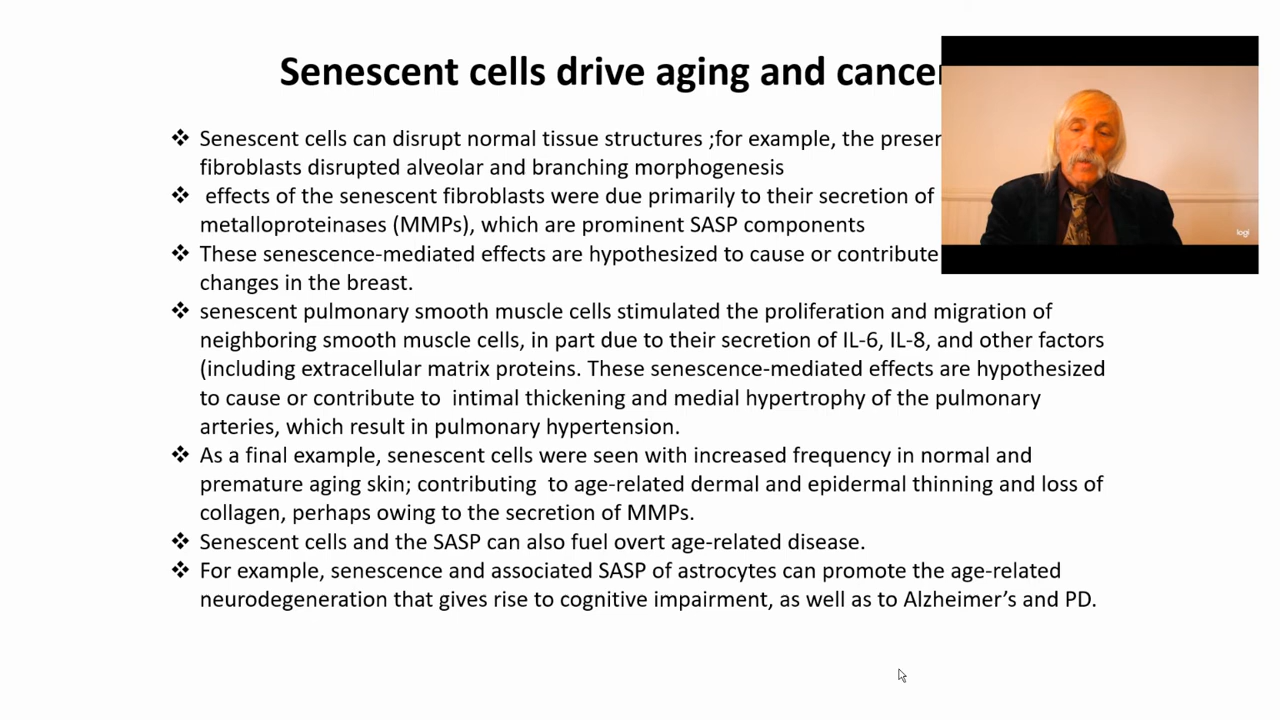 Senescent cells drive aging and cancer
❖ Senescent cells can disrupt normal tissue structures ;for example, the
fibroblasts disrupted alveolar and branching morphogenesis
❖ effects of the senescent fibroblasts were due primarily to their secretion of
metalloproteinases (MMPs), which are prominent SASP components
❖ These senescence-mediated effects are hypothesized to cause or contribute
changes in the breast.
❖ senescent pulmonary smooth muscle cells stimulated the proliferation and migration of
neighboring smooth muscle cells, in part due to their secretion of IL-6, IL-8, and other factors
(including extracellular matrix proteins. These senescence-mediated effects are hypothesized
to cause or contribute to intimal thickening and medial hypertrophy of the pulmonary
arteries, which result in pulmonary hypertension.
❖ As a final example, senescent cells were seen with increased frequency in normal and
premature aging skin; contributing to age-related dermal and epidermal thinning and loss of
collagen, perhaps owing to the secretion of MMPs.
❖ Senescent cells and the SASP can also fuel overt age-related disease.
❖ For example, senescence and associated SASP of astrocytes can promote the age-related
neurodegeneration that gives rise to cognitive impairment, as well as to Alzheimer's and PD.
logi